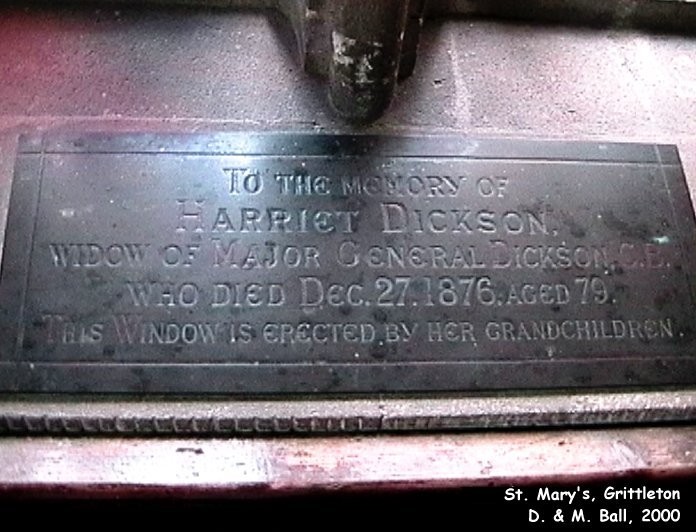 To the memory of
Harriet Dickson,
widow of Major General Dickson, C.B.
who died Dec. 27. 1876. aged 79.
This Window is erected by her grandchildren.
St. Mary's, Grittleton
D. & M. Ball, 2000